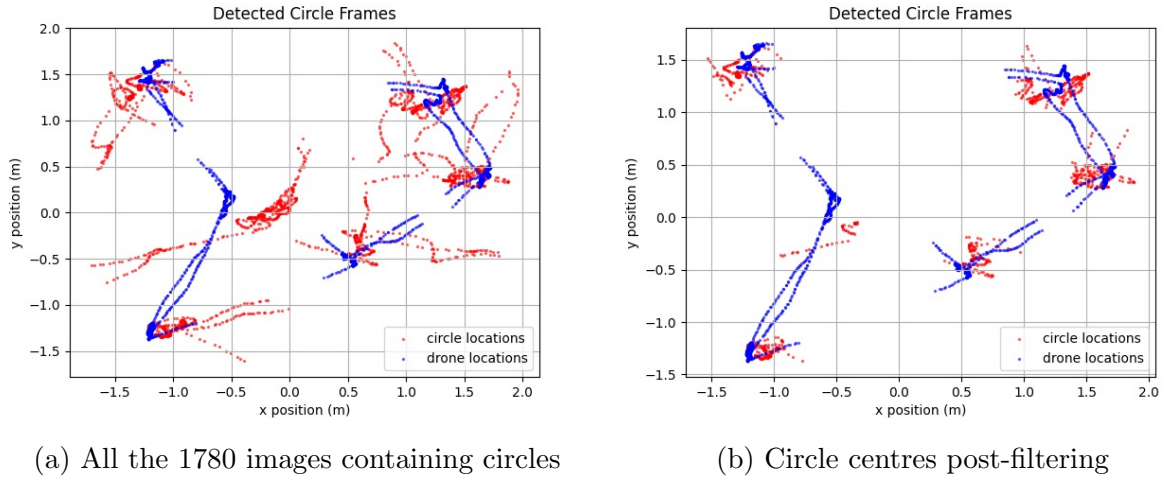 Detected Circle Frames
2.0
1.5
1.0
0.5
0.0
−0.5
−1.0
−1.5
y position (m)
−1.5 −1.0 −0.5 0.0 0.5 1.0 1.5 2.0
x position (m)
circle locations
drone locations
(a) All the 1780 images containing circles
Detected Circle Frames
1.5
1.0
0.5
0.0
−0.5
−1.0
−1.5
y position (m)
−1.5 −1.0 −0.5 0.0 0.5 1.0 1.5 2.0
x position (m)
circle locations
drone locations
(b) Circle centres post-filtering